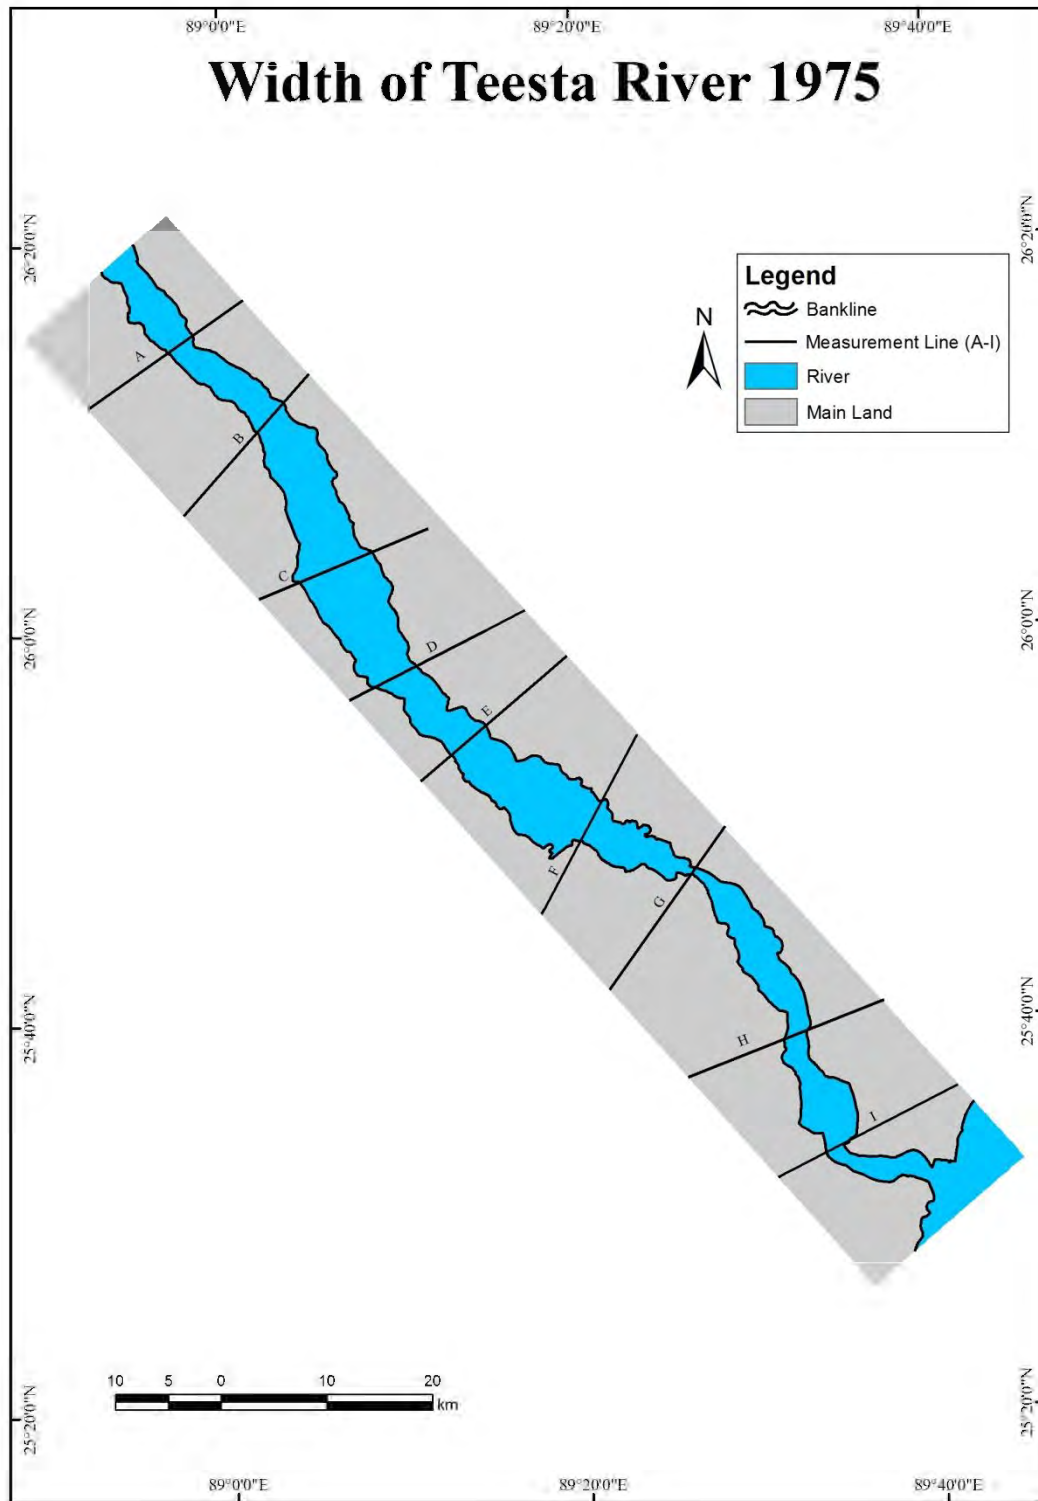 89°0'0"E 89°20'0"E 89°40'0"E
Width of Teesta River 1975
26°20'0"N
26°20'0"N
Legend
Bankline
Measurement Line (A-I)
River
Main Land
N
A
B
C
D
E
F
G
H
I
26°0'0"N
26°0'0"N
25°40'0"N
25°40'0"N
25°20'0"N
25°20'0"N
10 5 0 10 20
km
89°0'0"E 89°20'0"E 89°40'0"E